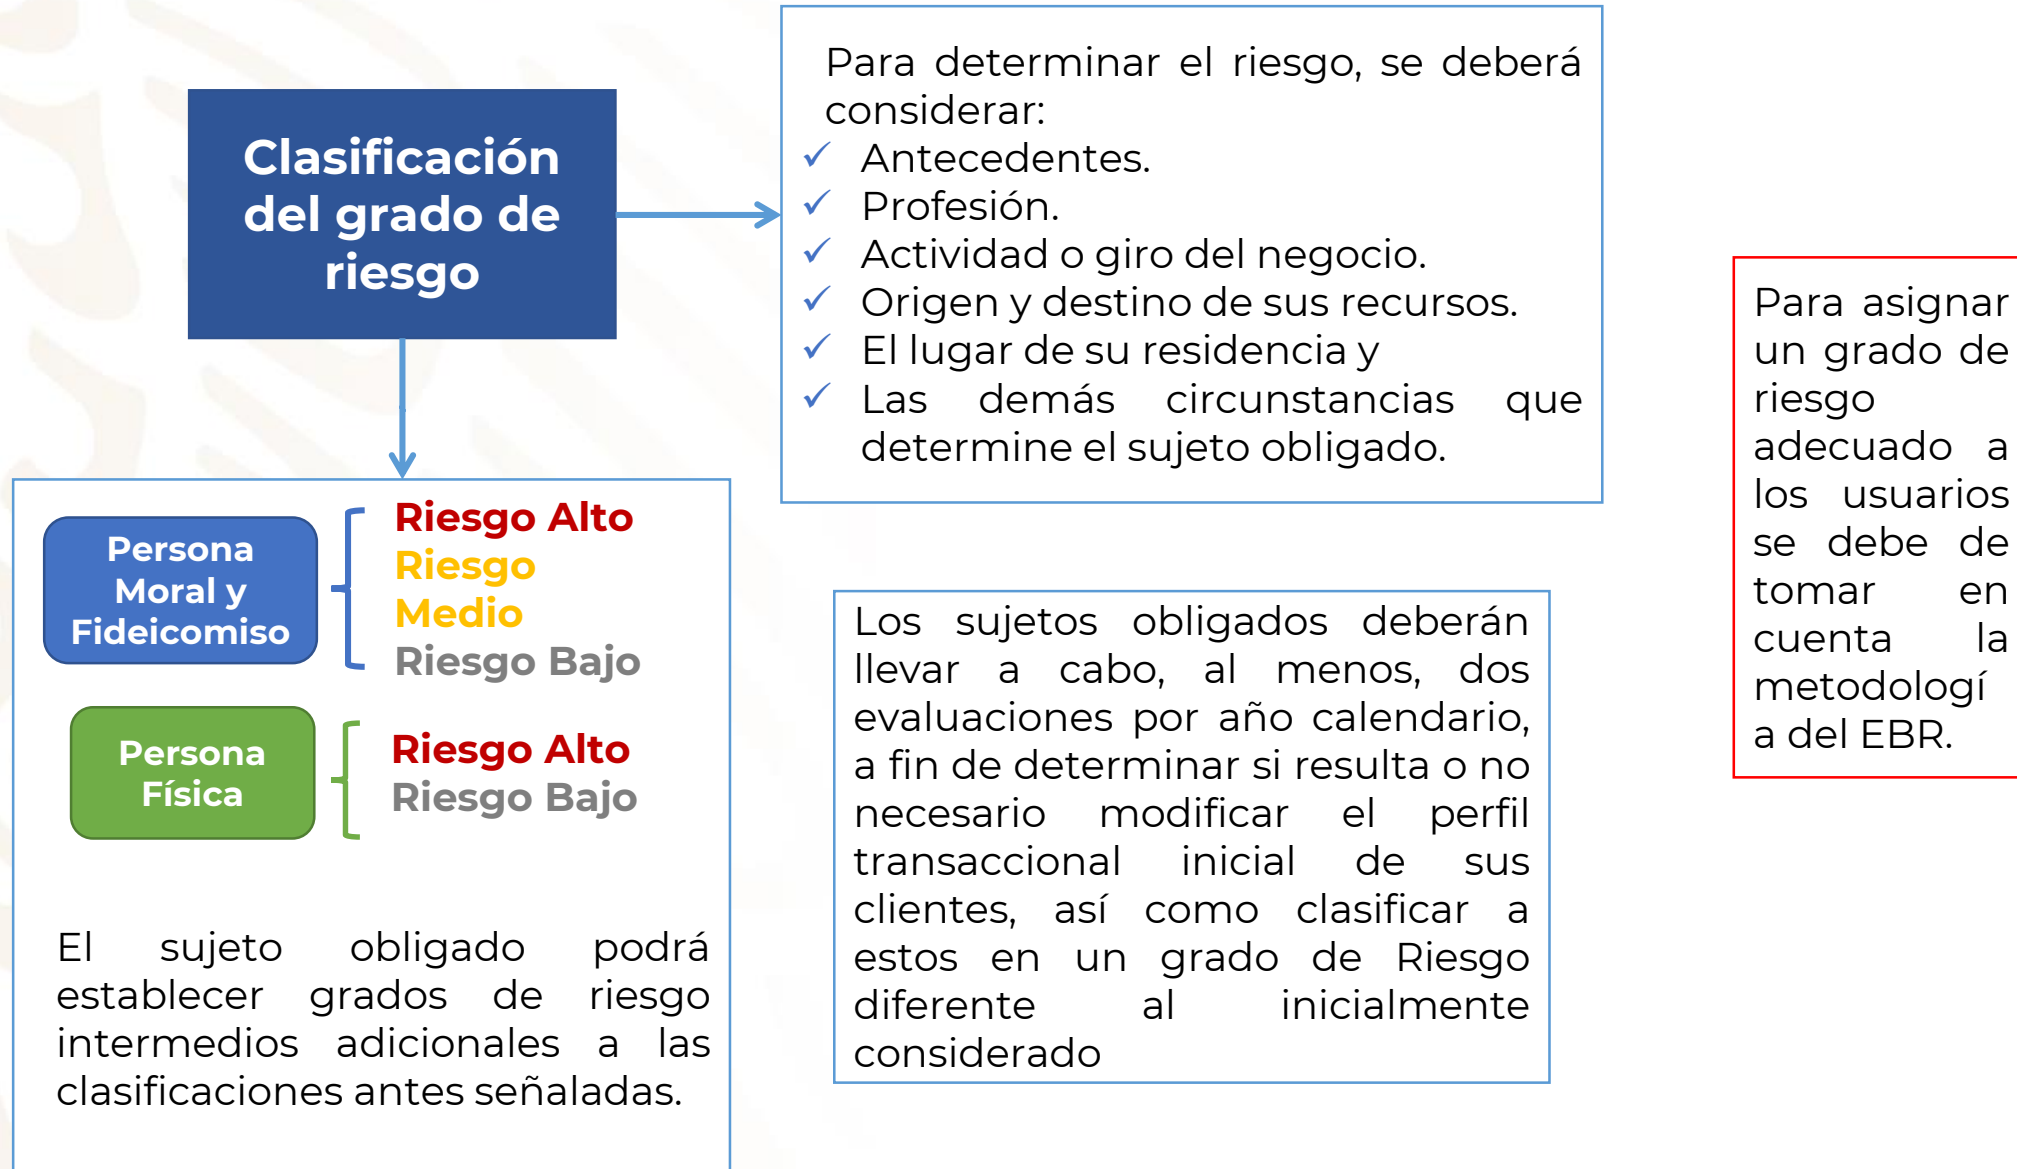 Clasificación
del grado de
riesgo
Para determinar el riesgo, se deberá
considerar:
✓ Antecedentes.
✓ Profesión.
✓ Actividad o giro del negocio.
✓ Origen y destino de sus recursos.
✓ El lugar de su residencia y
✓ Las demás circunstancias que
determine el sujeto obligado.
Persona
Moral y
Fideicomiso
Riesgo Alto
Riesgo
Medio
Riesgo Bajo
Persona
Física
Riesgo Alto
Riesgo Bajo
El sujeto obligado podrá
establecer grados de riesgo
intermedios adicionales a las
clasificaciones antes señaladas.
Los sujetos obligados deberán
llevar a cabo, al menos, dos
evaluaciones por año calendario,
a fin de determinar si resulta o no
necesario modificar el perfil
transaccional inicial de sus
clientes, así como clasificar a
estos en un grado de Riesgo
diferente al inicialmente
considerado
Para asignar
un grado de
riesgo
adecuado a
los usuarios
se debe de
tomar en
cuenta la
metodologí
a del EBR.